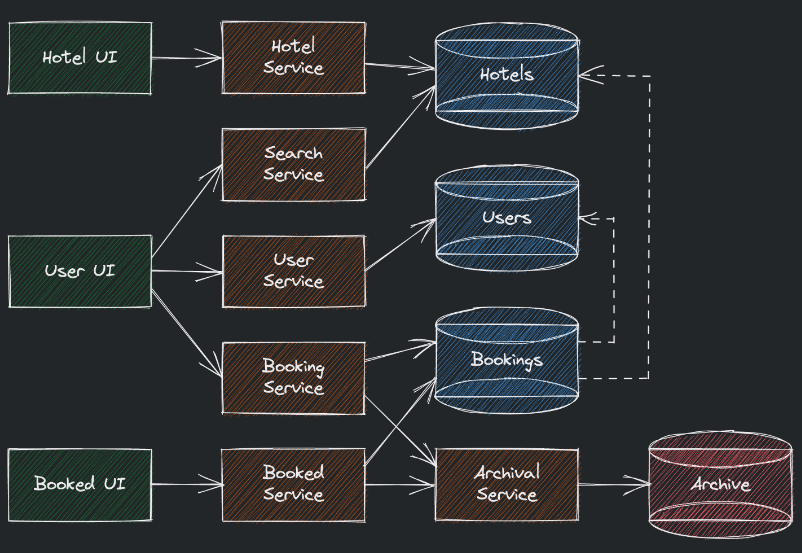 Hotel UI
Hotel
Service
Hotels
Search
Service
Users
User UI
User
Service
Booking
Service
Bookings
Booked UI
Booked
Service
Archival
Service
Archive